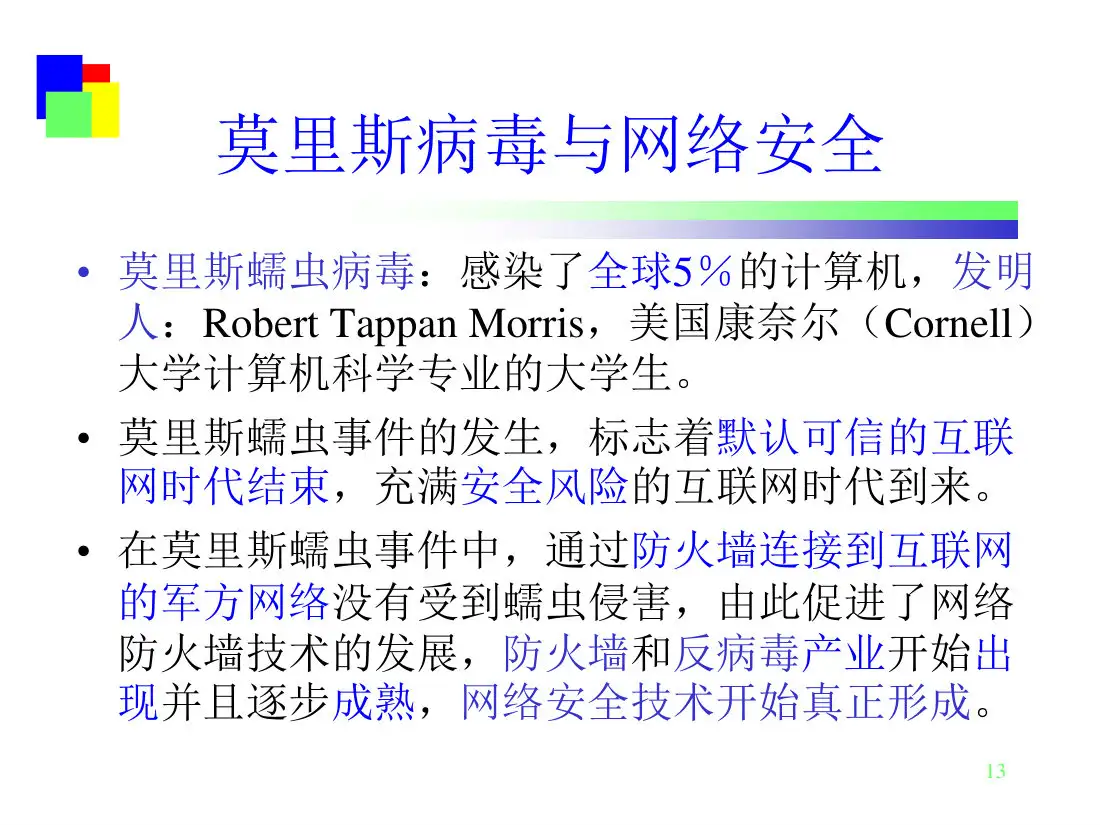 莫里斯病毒与网络安全
• 莫里斯蠕虫病毒：感染了全球5％的计算机，发明
人：Robert Tappan Morris，美国康奈尔（Cornell）
大学计算机科学专业的大学生。
• 莫里斯蠕虫事件的发生，标志着默认可信的互联
网时代结束，充满安全风险的互联网时代到来。
• 在莫里斯蠕虫事件中，通过防火墙连接到互联网
的军方网络没有受到蠕虫侵害，由此促进了网络
防火墙技术的发展，防火墙和反病毒产业开始出
现并且逐步成熟，网络安全技术开始真正形成。
13